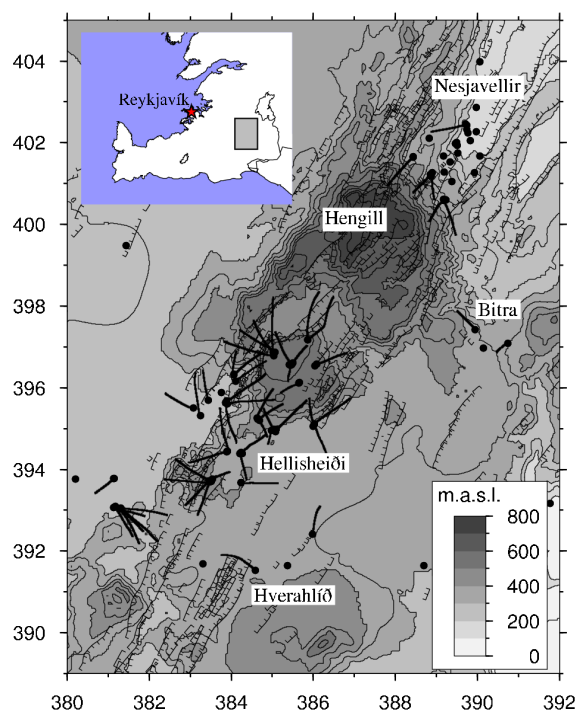 404
402
400
398
396
394
392
390
Reykjavík
Nesjavellir
Hengill
Bitra
Hellisheiði
Hverahlíð
m.a.s.l.
800
600
400
200
0
380 382 384 386 388 390 392